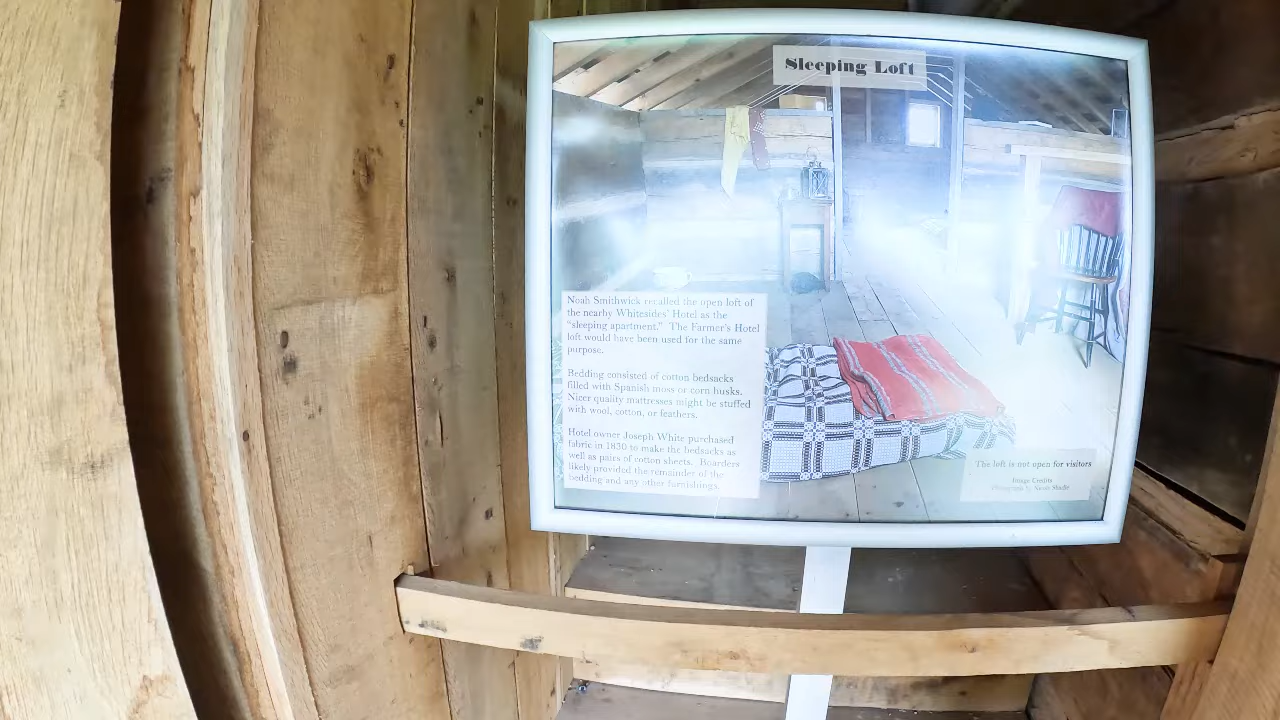 Sleeping Loft
Noah Smithwick recalled the open loft of
the nearby Whitesides' Hotel as the
"sleeping apartment." The Farmer's Hotel
loft would have been used for the same
purpose.
Bedding consisted of cotton bedsacks
filled with Spanish moss or corn husks.
Nicer quality mattresses might be stuffed
with wool, cotton, or feathers.
Hotel owner Joseph White purchased
fabric in 1830 to make the bedsacks as
well as pairs of cotton sheets. Boarders
likely provided the remainder of the
bedding and any other furnishings.
The loft is not open for visitors
Image Credits
Photograph by